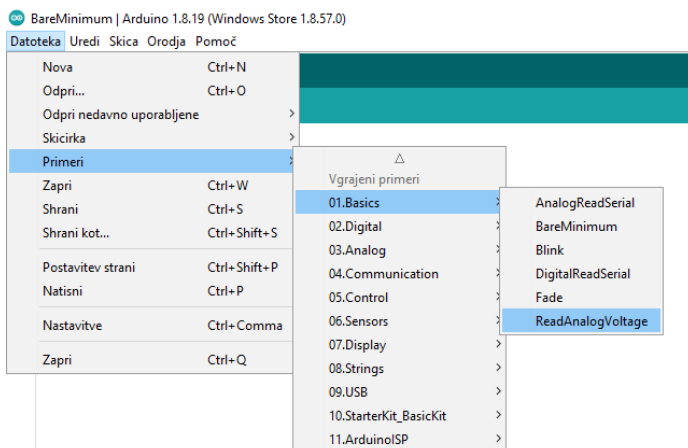 BareMinimum | Arduino 1.8.19 (Windows Store 1.8.57.0)
Datoteka Uredi Skica Orodja Pomoč
Nova Ctrl+N
Odpri... Ctrl+O
Odpri nedavno uporabljene
Skicirka
Primeri
Zapri Ctrl+W
Shrani Ctrl+S
Shrani kot... Ctrl+Shift+S
Postavitev strani Ctrl+Shift+P
Natisni Ctrl+P
Nastavitve Ctrl+Comma
Zapri Ctrl+Q
Vgrajeni primeri
01.Basics
02.Digital
03.Analog
04.Communication
05.Control
06.Sensors
07.Display
08.Strings
09.USB
10.StarterKit_BasicKit
11.ArduinoISP
AnalogReadSerial
BareMinimum
Blink
DigitalReadSerial
Fade
ReadAnalogVoltage